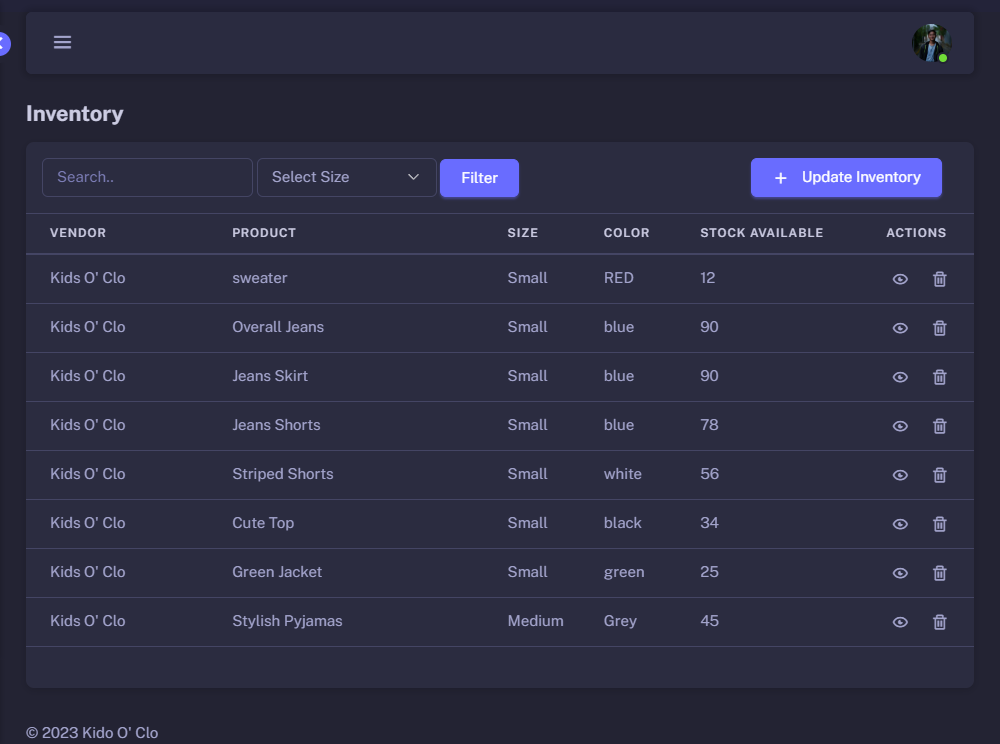 Inventory
Search.. Select Size Filter + Update Inventory
VENDOR PRODUCT SIZE COLOR STOCK AVAILABLE ACTIONS
Kids O' Clo sweater Small RED 12
Kids O' Clo Overall Jeans Small blue 90
Kids O' Clo Jeans Skirt Small blue 90
Kids O' Clo Jeans Shorts Small blue 78
Kids O' Clo Striped Shorts Small white 56
Kids O' Clo Cute Top Small black 34
Kids O' Clo Green Jacket Small green 25
Kids O' Clo Stylish Pyjamas Medium Grey 45
© 2023 Kido O' Clo